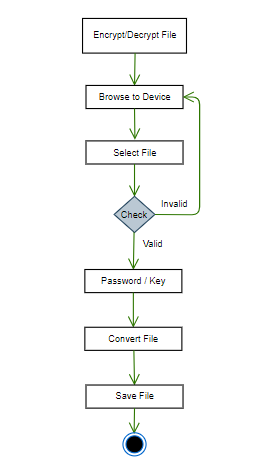 Encrypt/Decrypt File
Browse to Device
Select File
Invalid
Check
Valid
Password / Key
Convert File
Save File